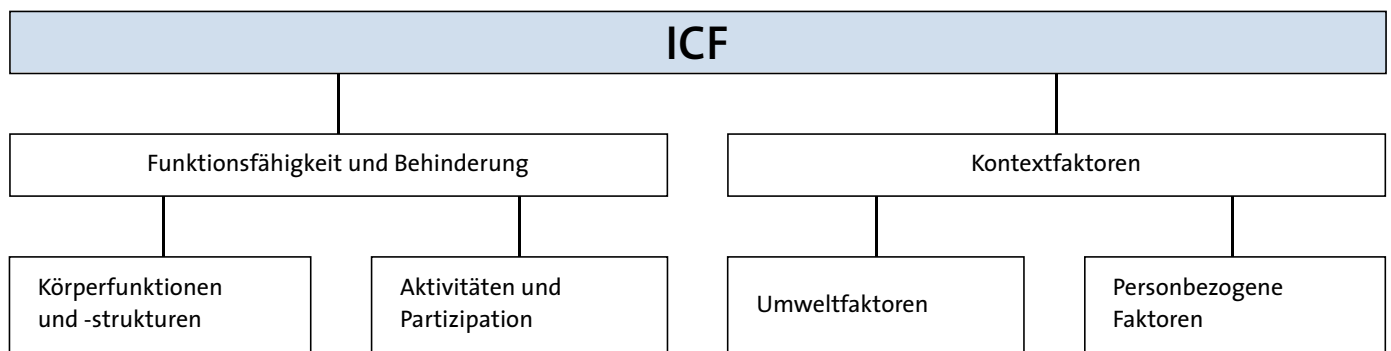 ICF
Funktionsfähigkeit und Behinderung
Kontextfaktoren
Körperfunktionen
und -strukturen
Aktivitäten und
Partizipation
Umweltfaktoren
Personbezogene
Faktoren